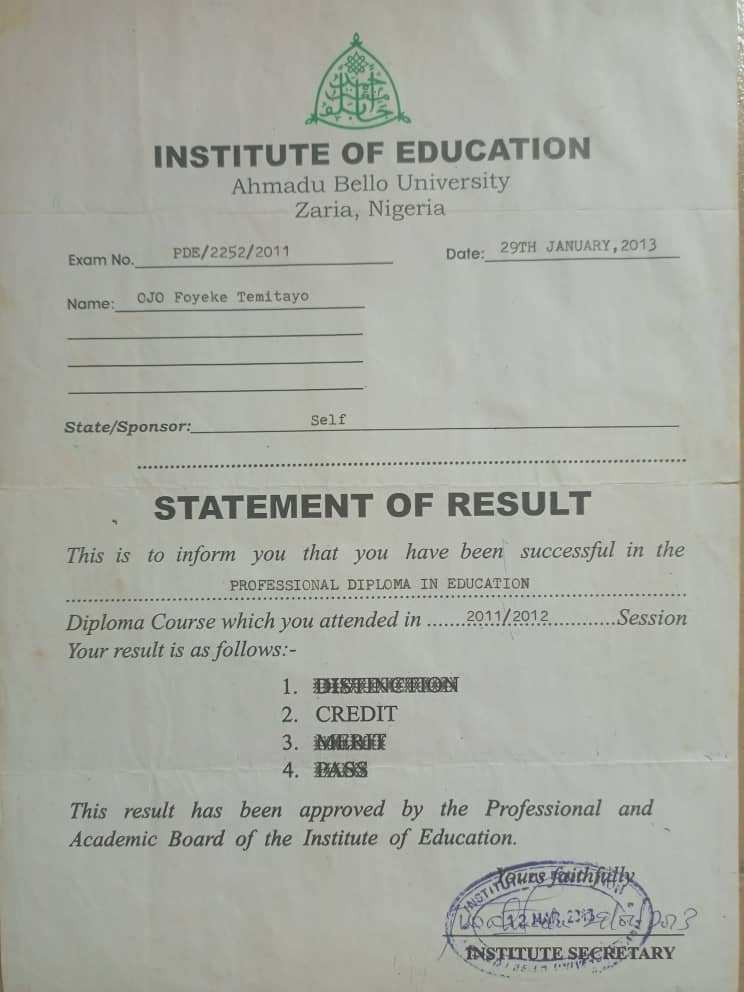 INSTITUTE OF EDUCATION
Ahmadu Bello University
Zaria, Nigeria
Exam No. PDE/2252/2011 Date: 29TH JANUARY,2013
Name: OJO Foyeke Temitayo
State/Sponsor: Self
STATEMENT OF RESULT
This is to inform you that you have been successful in the
PROFESSIONAL DIPLOMA IN EDUCATION
Diploma Course which you attended in .......2011/2012............Session
Your result is as follows:-
1. DISTINCTION
2. CREDIT
3. MERIT
4. PASS
This result has been approved by the Professional and
Academic Board of the Institute of Education.
Yours faithfully
12 MAR 2013
INSTITUTE SECRETARY